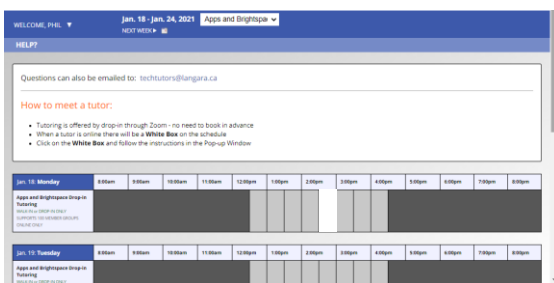 WELCOME, PHIL ▼
Jan. 18 - Jan. 24, 2021 Apps and Brightspa
NEXT WEEK
HELP?
Questions can also be emailed to: techtutors@langara.ca
How to meet a tutor:
• Tutoring is offered by drop-in through Zoom - no need to book in advance
• When a tutor is online there will be a White Box on the schedule
• Click on the White Box and follow the instructions in the Pop-up Window
Jan. 18: Monday 8:00am 9:00am 10:00am 11:00am 12:00pm 1:00pm 2:00pm 3:00pm 4:00pm 5:00pm 6:00pm 7:00pm 8:00pm
Apps and Brightspace Drop-in
Tutoring
WALK-IN or DROP-IN ONLY
SUPPORTS 100 MEMBER GROUPS
ONLINE ONLY
Jan. 19: Tuesday 8:00am 9:00am 10:00am 11:00am 12:00pm 1:00pm 2:00pm 3:00pm 4:00pm 5:00pm 6:00pm 7:00pm 8:00pm
Apps and Brightspace Drop-in
Tutoring
WALK-IN or DROP-IN ONLY